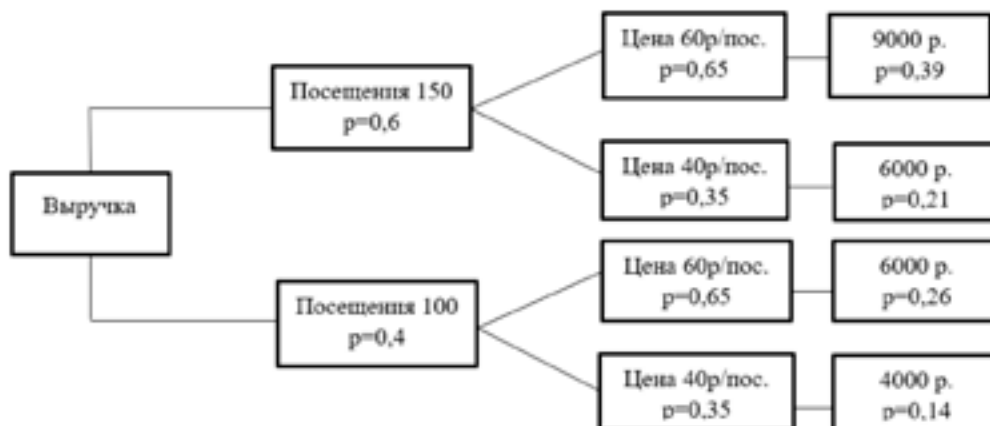 Выручка
Посещения 150
р=0,6
Цена 60р/пос.
р=0,65
9000 р.
р=0,39
Цена 40р/пос.
р=0,35
6000 р.
р=0,21
Посещения 100
р=0,4
Цена 60р/пос.
р=0,65
6000 р.
р=0,26
Цена 40р/пос.
р=0,35
4000 р.
р=0,14